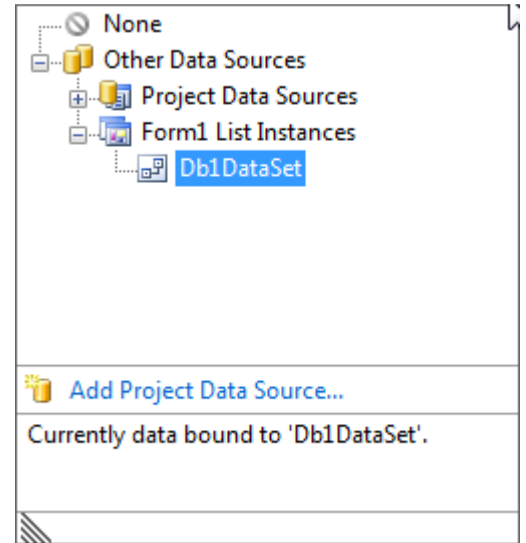 None
Other Data Sources
Project Data Sources
Form1 List Instances
Db1DataSet
Add Project Data Source...
Currently data bound to 'Db1DataSet'.